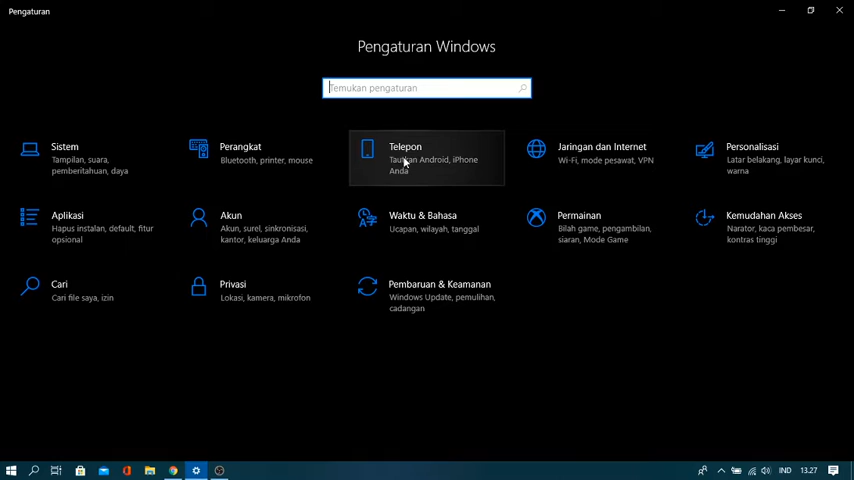 Pengaturan
Pengaturan Windows
Temukan pengaturan
Sistem
Tampilan, suara,
pemberitahuan, daya
Perangkat
Bluetooth, printer, mouse
Telepon
Tautkan Android, iPhone
Anda
Jaringan dan Internet
Wi-Fi, mode pesawat, VPN
Personalisasi
Latar belakang, layar kunci,
warna
Aplikasi
Hapus instalan, default, fitur
opsional
Akun
Akun, surel, sinkronisasi,
kantor, keluarga Anda
Waktu & Bahasa
Ucapan, wilayah, tanggal
Permainan
Bilah game, pengambilan,
siaran, Mode Game
Kemudahan Akses
Narator, kaca pembesar,
kontras tinggi
Cari
Cari file saya, izin
Privasi
Lokasi, kamera, mikrofon
Pembaruan & Keamanan
Windows Update, pemulihan,
cadangan
IND
13.27